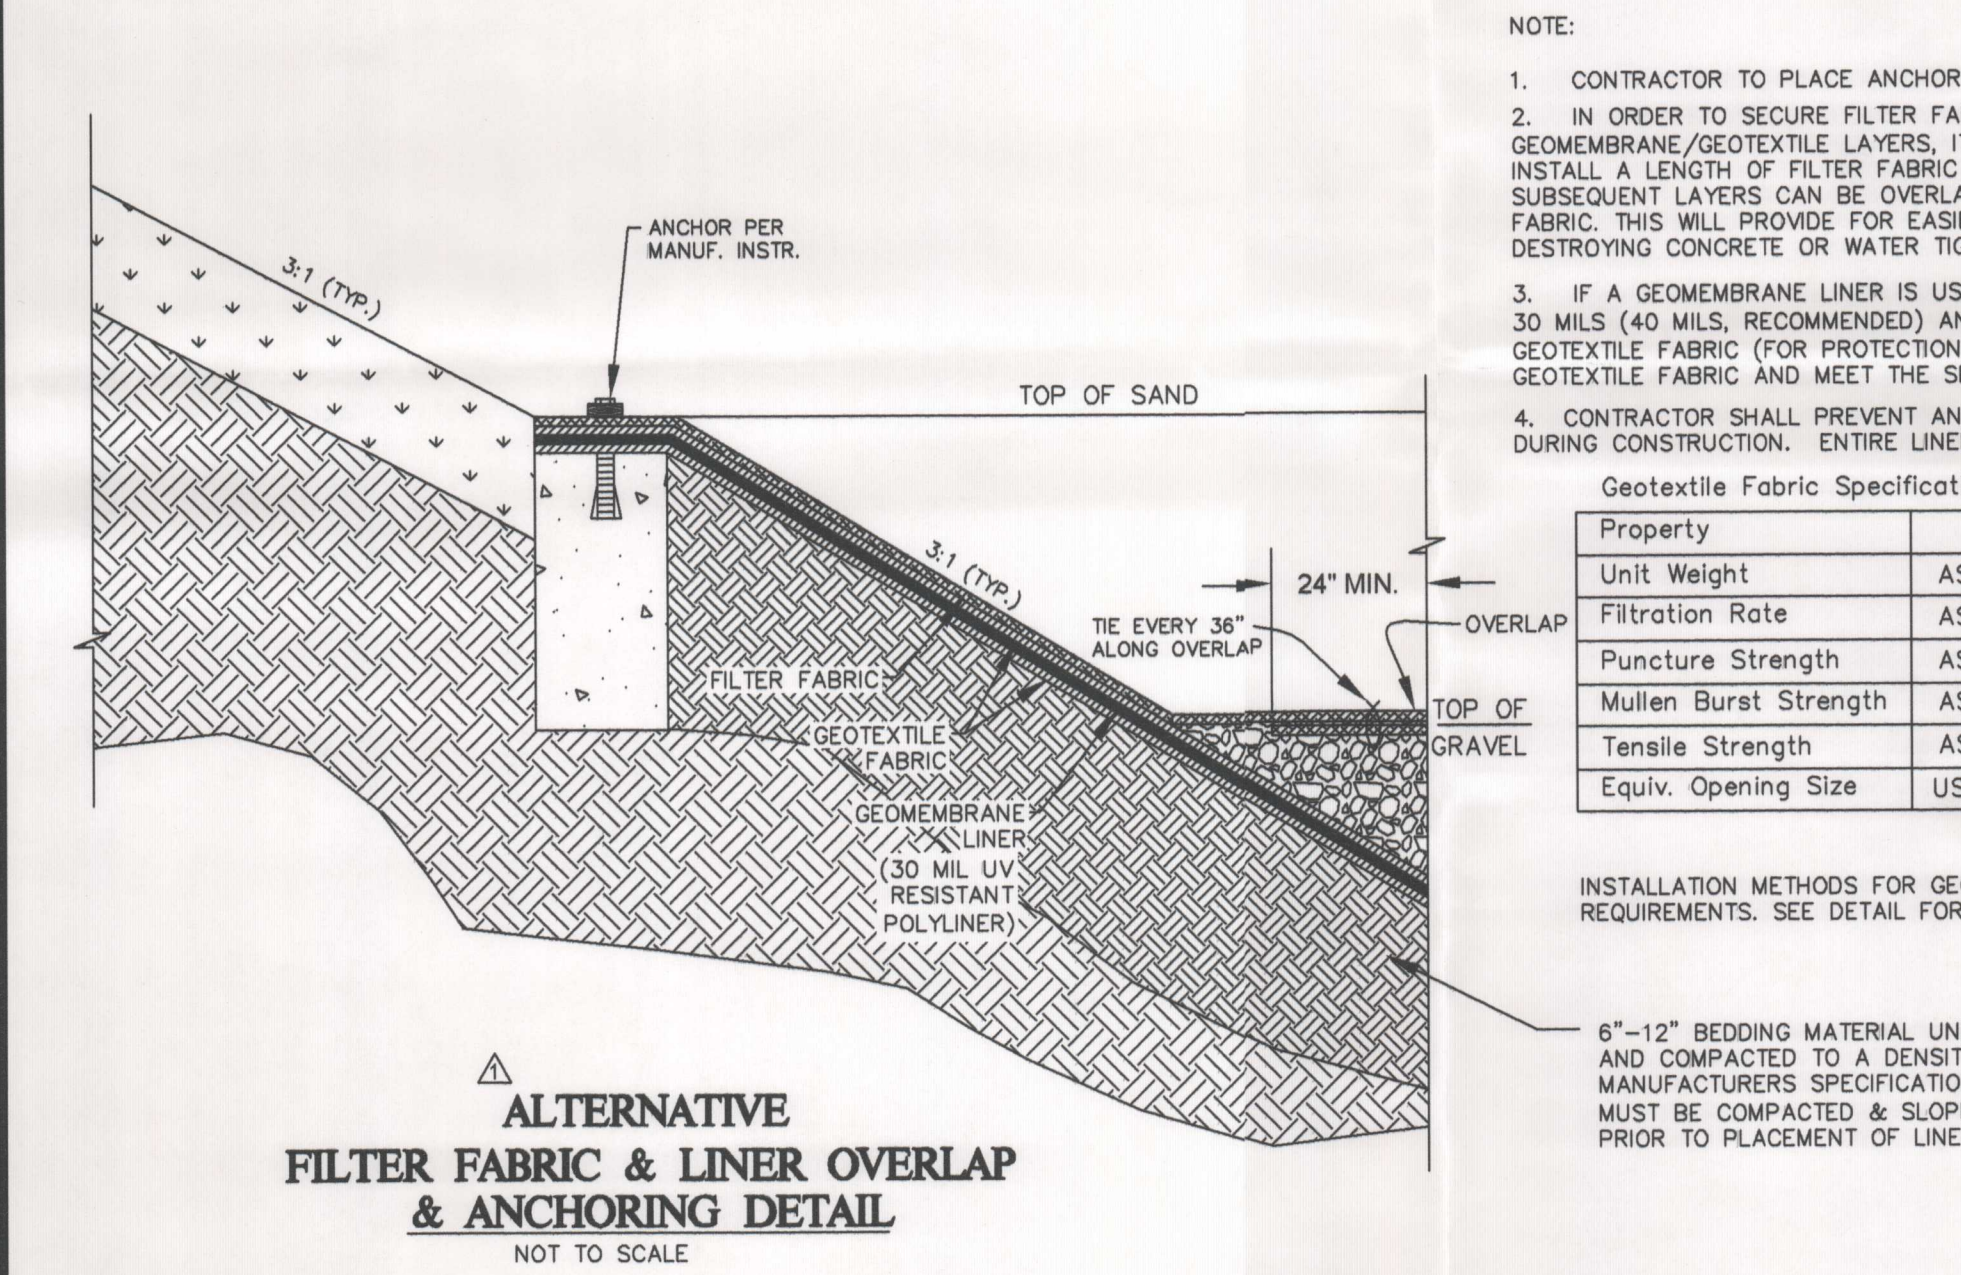 NOTE:
1. CONTRACTOR TO PLACE ANCHOR
2. IN ORDER TO SECURE FILTER FA
GEOMEMBRANE/GEOTEXTILE LAYERS, I
INSTALL A LENGTH OF FILTER FABRIC
SUBSEQUENT LAYERS CAN BE OVERLA
FABRIC. THIS WILL PROVIDE FOR EASI
DESTROYING CONCRETE OR WATER TI
3. IF A GEOMEMBRANE LINER IS US
30 MILS (40 MILS, RECOMMENDED) A
GEOTEXTILE FABRIC (FOR PROTECTION
GEOTEXTILE FABRIC AND MEET THE S
4. CONTRACTOR SHALL PREVENT AN
DURING CONSTRUCTION. ENTIRE LINE
Geotextile Fabric Specificat
Property
Unit Weight AS
Filtration Rate AS
Puncture Strength AS
Mullen Burst Strength AS
Tensile Strength AS
Equiv. Opening Size US
INSTALLATION METHODS FOR GE
REQUIREMENTS. SEE DETAIL FOR
6"-12" BEDDING MATERIAL UN
AND COMPACTED TO A DENSIT
MANUFACTURERS SPECIFICATIO
MUST BE COMPACTED & SLOP
PRIOR TO PLACEMENT OF LINE
ANCHOR PER
MANUF. INSTR.
3:1 (TYP.)
TOP OF SAND
3:1 (TYP.)
24" MIN.
TIE EVERY 36"
ALONG OVERLAP
OVERLAP
TOP OF
GRAVEL
FILTER FABRIC
GEOTEXTILE
FABRIC
GEOMEMBRANE
LINER
(30 MIL UV
RESISTANT
POLYLINER)
1
ALTERNATIVE
FILTER FABRIC & LINER OVERLAP
& ANCHORING DETAIL
NOT TO SCALE